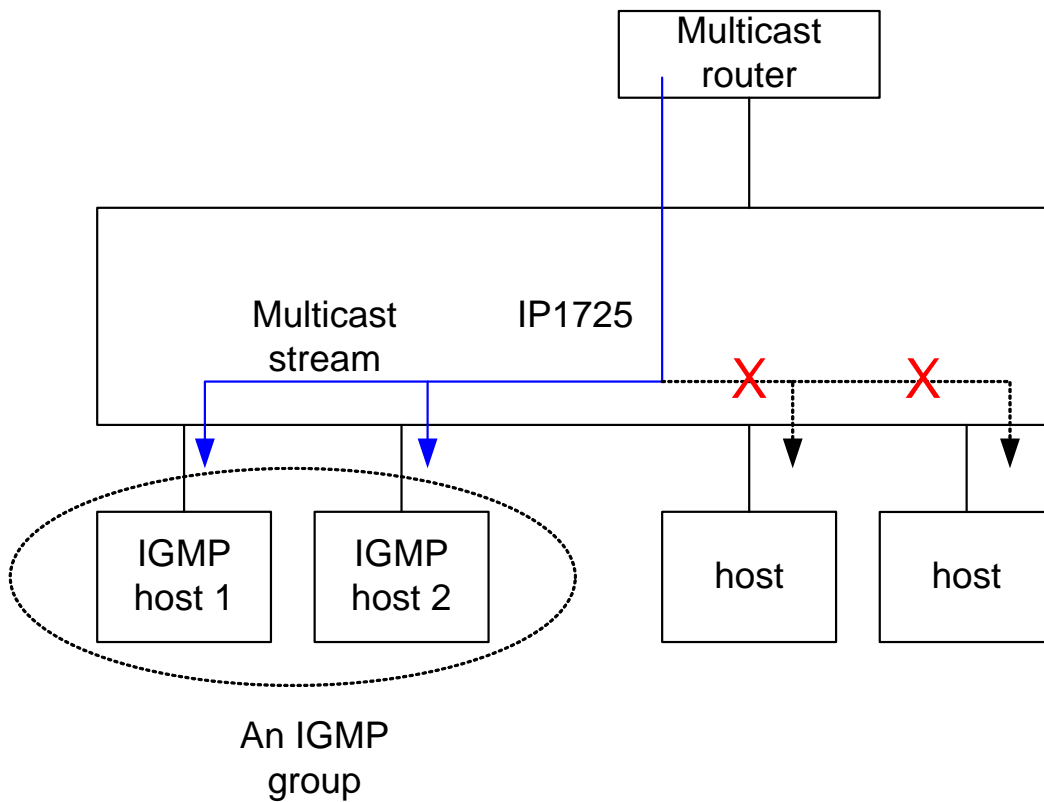 Multicast
router
Multicast
stream
IP1725
X
X
IGMP
host 1
IGMP
host 2
host
host
An IGMP
group